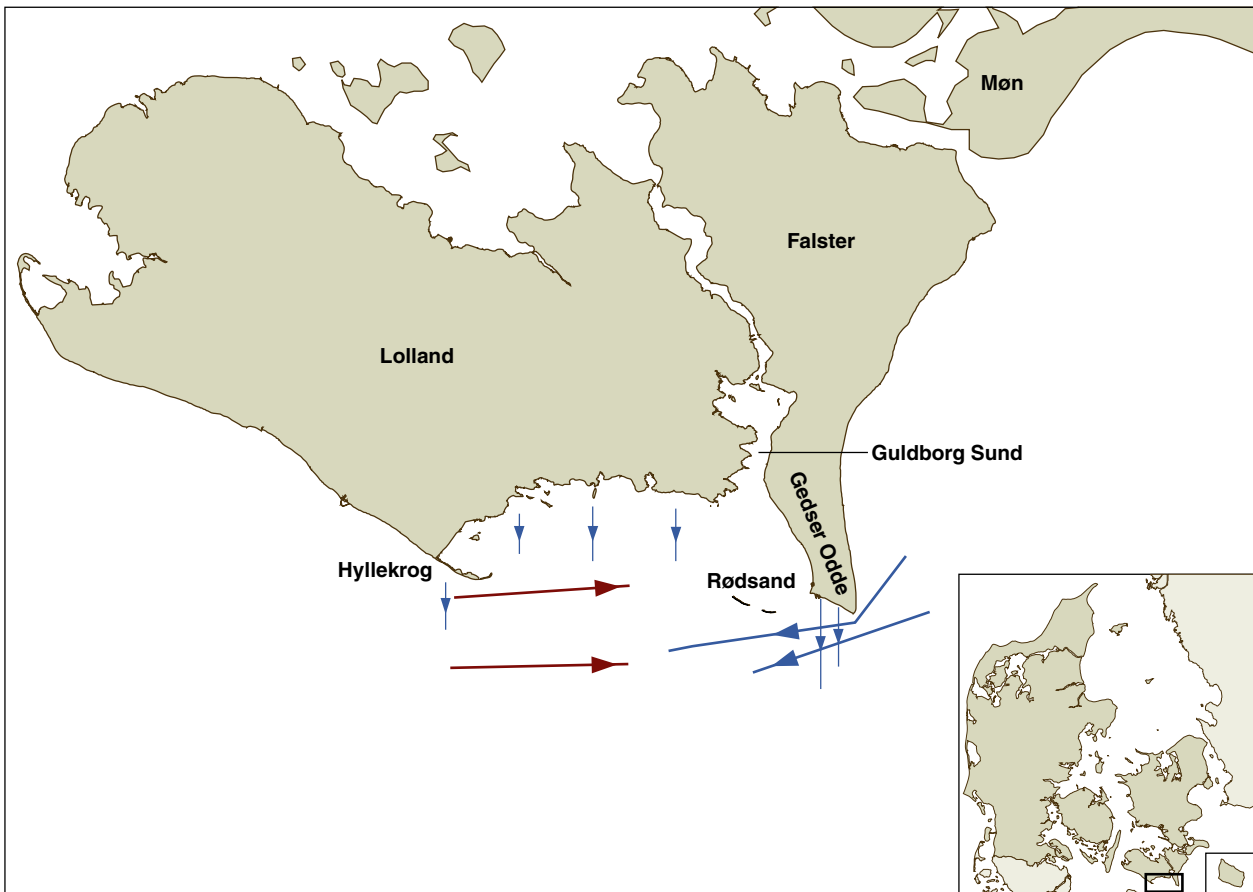 Møn
Falster
Lolland
Guldborg Sund
Gedser Odde
Hyllekrog
Rødsand